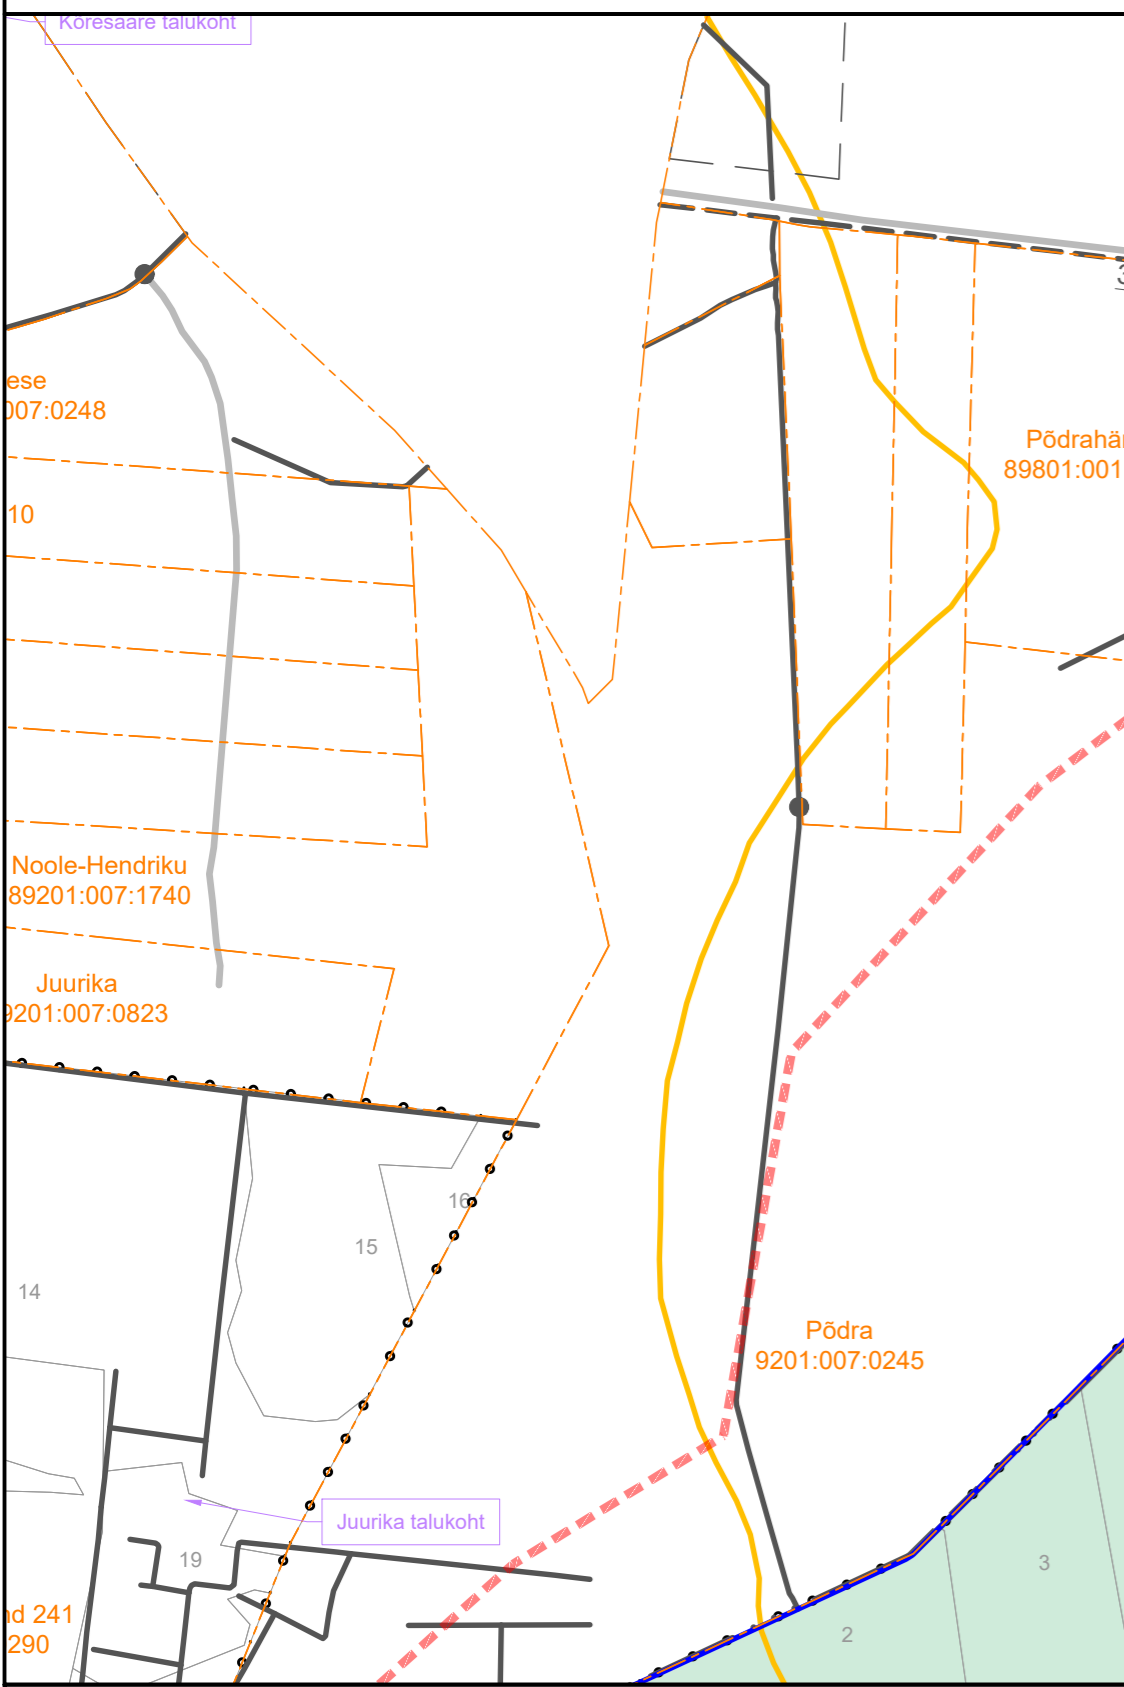 Kõresaare talukoht
3
ese
007:0248
Põdrahä
89801:001
10
Noole-Hendriku
89201:007:1740
Juurika
9201:007:0823
16
15
14
Põdra
9201:007:0245
Juurika talukoht
19
3
nd 241
290
2